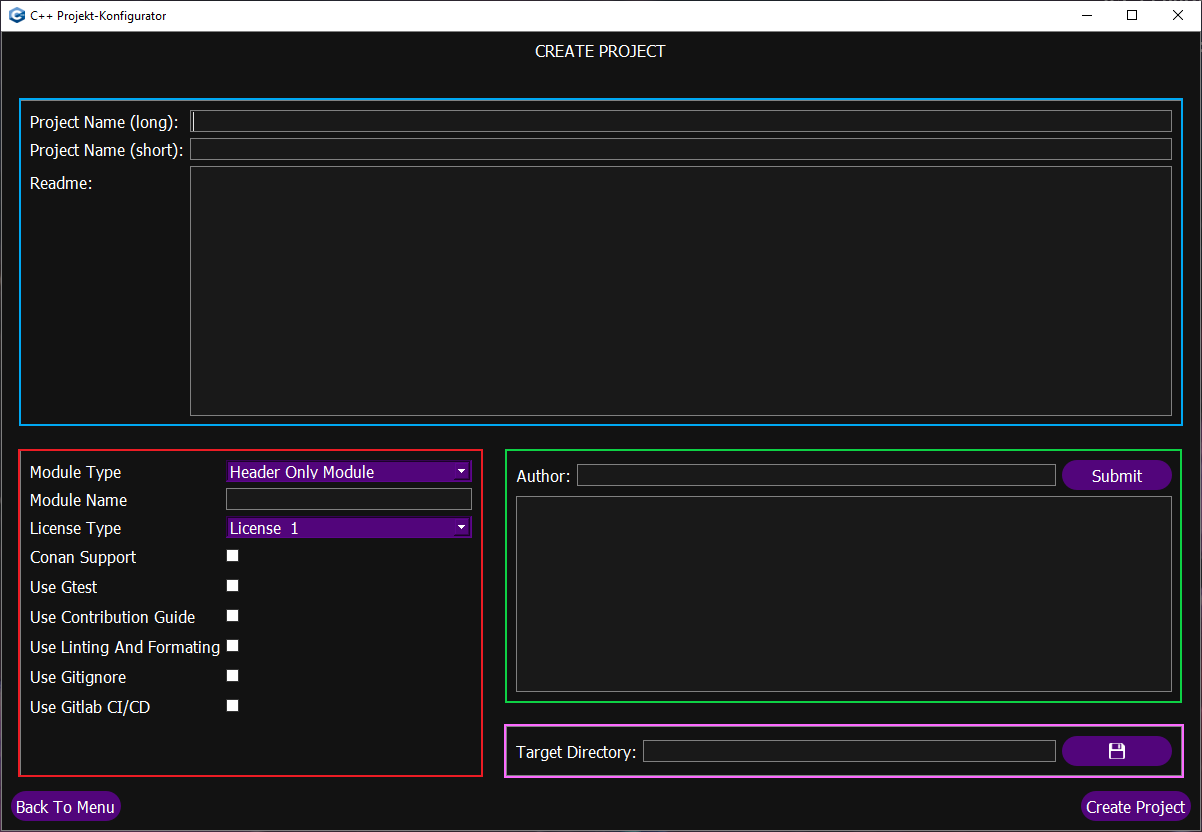 C++ Projekt-Konfigurator
CREATE PROJECT
Project Name (long):
Project Name (short):
Readme:
Module Type
Header Only Module
Module Name
License Type
License 1
Conan Support
Use Gtest
Use Contribution Guide
Use Linting And Formating
Use Gitignore
Use Gitlab CI/CD
Author:
Submit
Target Directory:
Back To Menu
Create Project